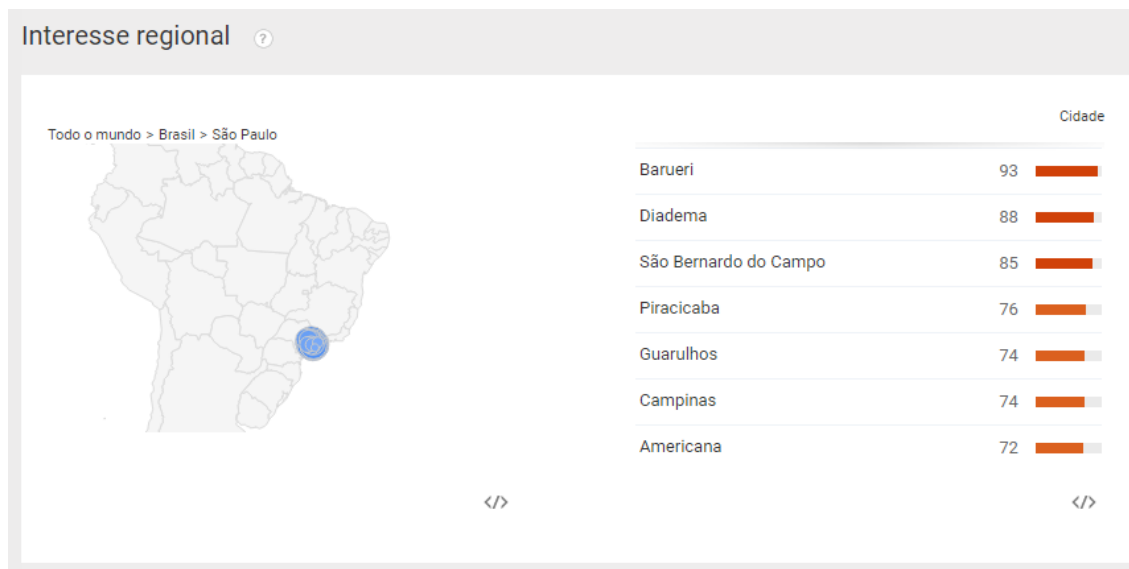 Interesse regional ?
Cidade
Todo o mundo > Brasil > São Paulo
Barueri 93
Diadema 88
São Bernardo do Campo 85
Piracicaba 76
Guarulhos 74
Campinas 74
Americana 72
</> </>